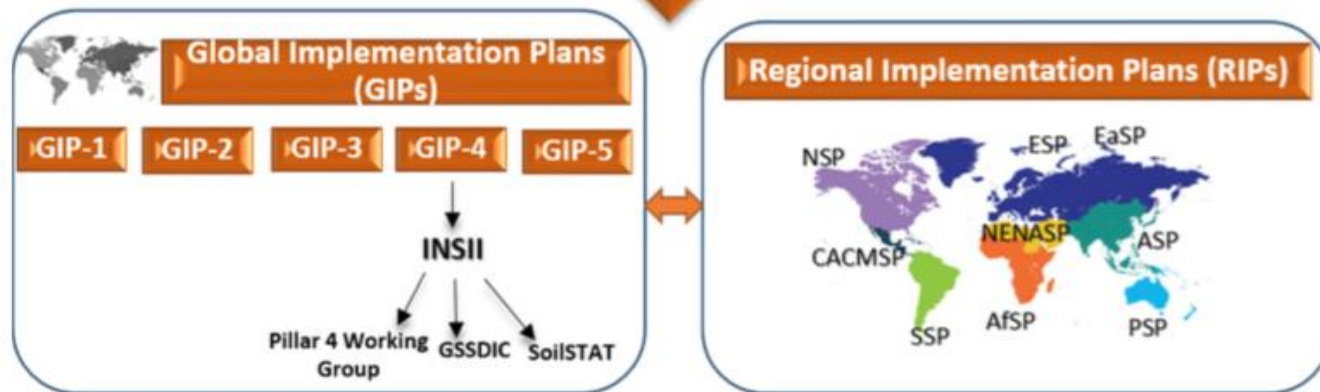 Global Implementation Plans
(GIPs)
GIP-1 GIP-2 GIP-3 GIP-4 GIP-5
INSII
Pillar 4 Working
Group
GSSDIC
SoilSTAT
Regional Implementation Plans (RIPs)
NSP
ESP
EaSP
NENASP
ASP
CACMSP
SSP
AfSP
PSP